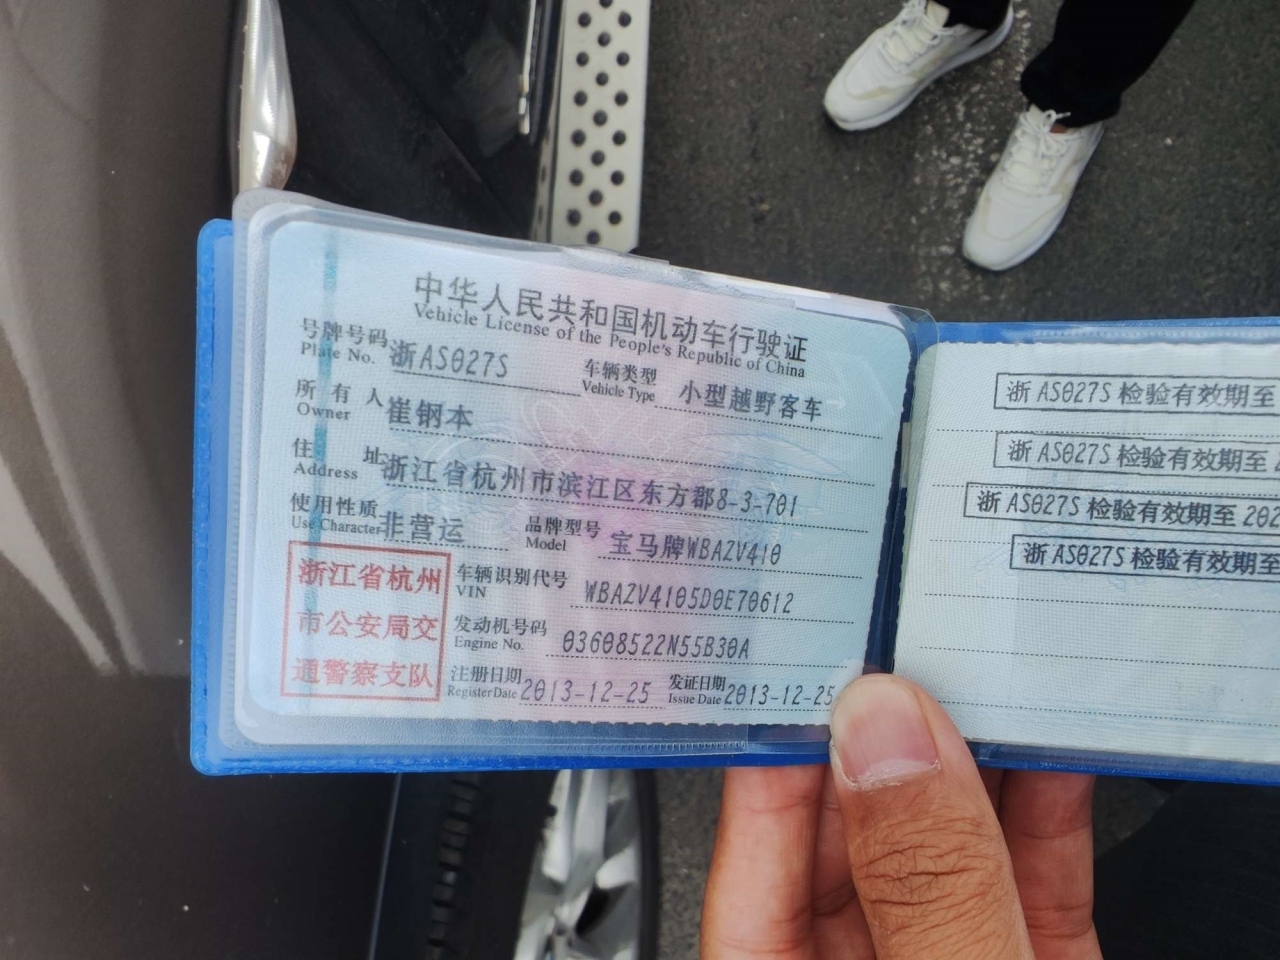 中华人民共和国机动车行驶证
Vehicle License of the People's Republic of China
号牌号码 浙AS027S 车辆类型 小型越野客车
Plate No. Vehicle Type
所有人 崔钢本
Owner
住址 浙江省杭州市滨江区东方郡8-3-701
Address
使用性质 非营运 品牌型号 宝马牌WBAZV410
Use Character Model
浙江省杭州
市公安局交
通警察支队
车辆识别代号 WBAZV4105D0E70612
VIN
发动机号码 03608522N55B30A
Engine No.
注册日期 2013-12-25 发证日期 2013-12-25
Register Date Issue Date
浙AS027S检验有效期至
浙AS027S检验有效期至
浙AS027S检验有效期至202
浙AS027S检验有效期至